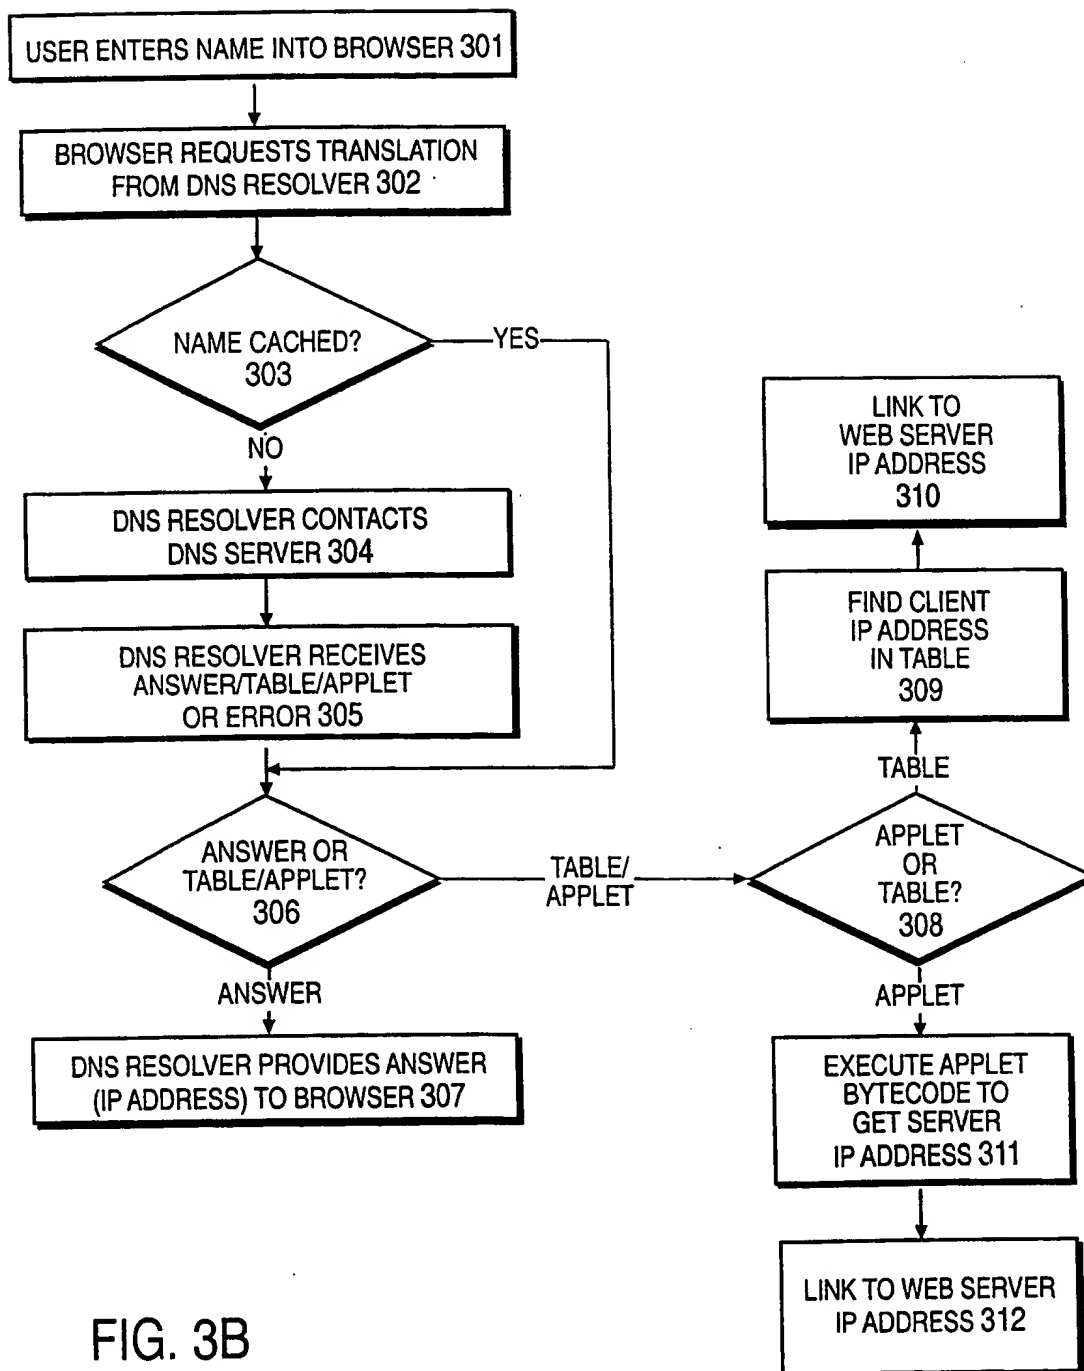 USER ENTERS NAME INTO BROWSER 301
BROWSER REQUESTS TRANSLATION
FROM DNS RESOLVER 302
NAME CACHED?
303
YES
NO
DNS RESOLVER CONTACTS
DNS SERVER 304
DNS RESOLVER RECEIVES
ANSWER/TABLE/APPLET
OR ERROR 305
ANSWER OR
TABLE/APPLET?
306
TABLE/
APPLET
ANSWER
DNS RESOLVER PROVIDES ANSWER
(IP ADDRESS) TO BROWSER 307
LINK TO
WEB SERVER
IP ADDRESS
310
FIND CLIENT
IP ADDRESS
IN TABLE
309
TABLE
APPLET
OR
TABLE?
308
APPLET
EXECUTE APPLET
BYTECODE TO
GET SERVER
IP ADDRESS 311
LINK TO WEB SERVER
IP ADDRESS 312
FIG. 3B